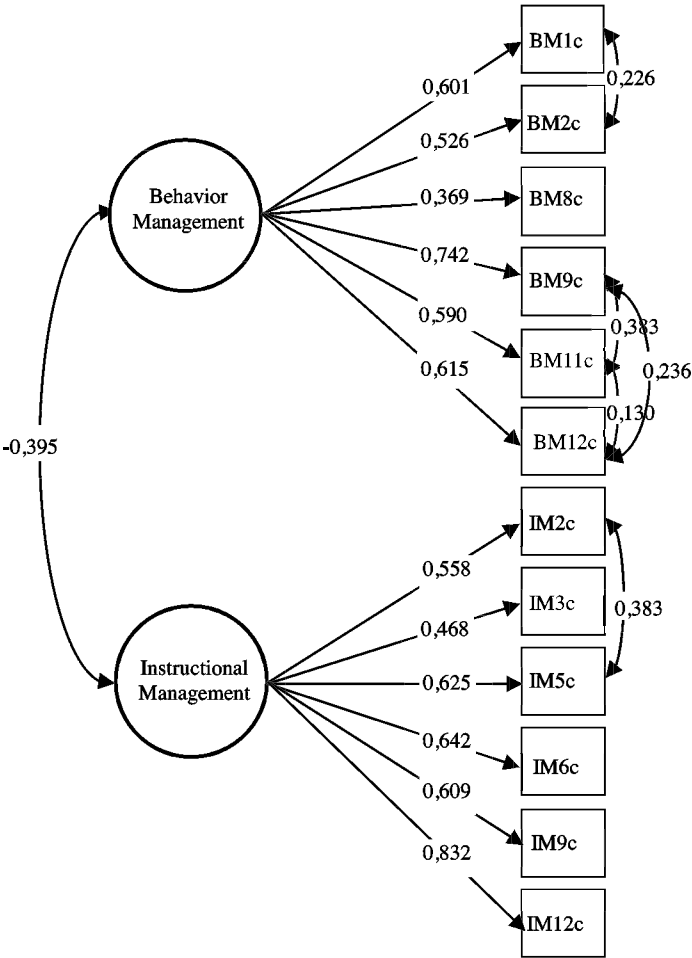 BM1c
0,226
0,601
BM2c
0,526
Behavior
Management
0,369
BM8c
0,742
BM9c
0,590
0,383
BM11c
0,236
0,615
0,130
BM12c
-0,395
IM2c
0,558
IM3c
0,383
0,468
Instructional
Management
0,625
IM5c
0,642
IM6c
0,609
IM9c
0,832
IM12c